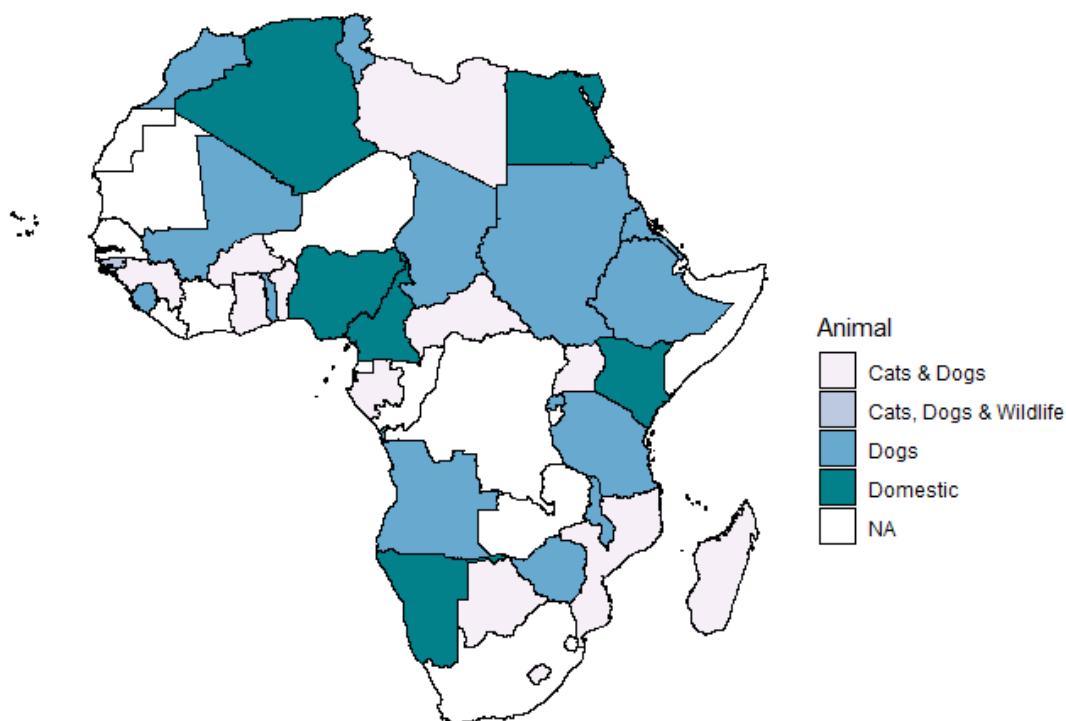 Animal
Cats & Dogs
Cats, Dogs & Wildlife
Dogs
Domestic
NA